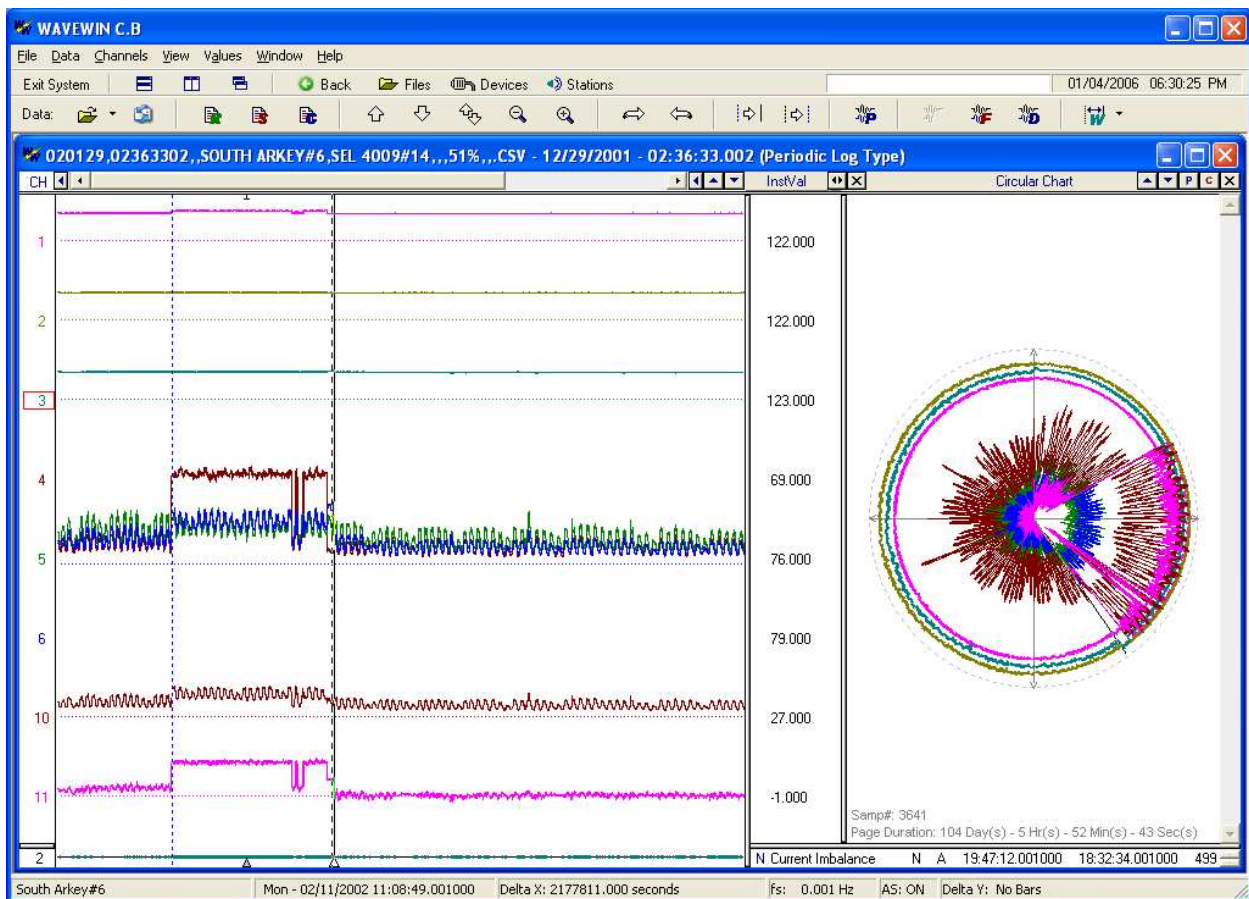 WAVEWIN C.B
File Data Channels View Values Window Help
Exit System Back Files Devices Stations 01/04/2006 06:30:25 PM
Data: R S C P F D W
020129,02363302,,SOUTH ARKEY#6,SEL 4009#14,,,51%,,.CSV - 12/29/2001 - 02:36:33.002 (Periodic Log Type)
CH InstVal Circular Chart P C
1 122.000
2 122.000
3 123.000
4 69.000
5 76.000
6 79.000
10 27.000
11 -1.000
Samp#: 3641
Page Duration: 104 Day(s) - 5 Hr(s) - 52 Min(s) - 43 Sec(s)
2 N Current Imbalance N A 19:47:12.001000 18:32:34.001000 499
South Arkey#6 Mon - 02/11/2002 11:08:49.001000 Delta X: 2177811.000 seconds fs: 0.001 Hz AS: ON Delta Y: No Bars